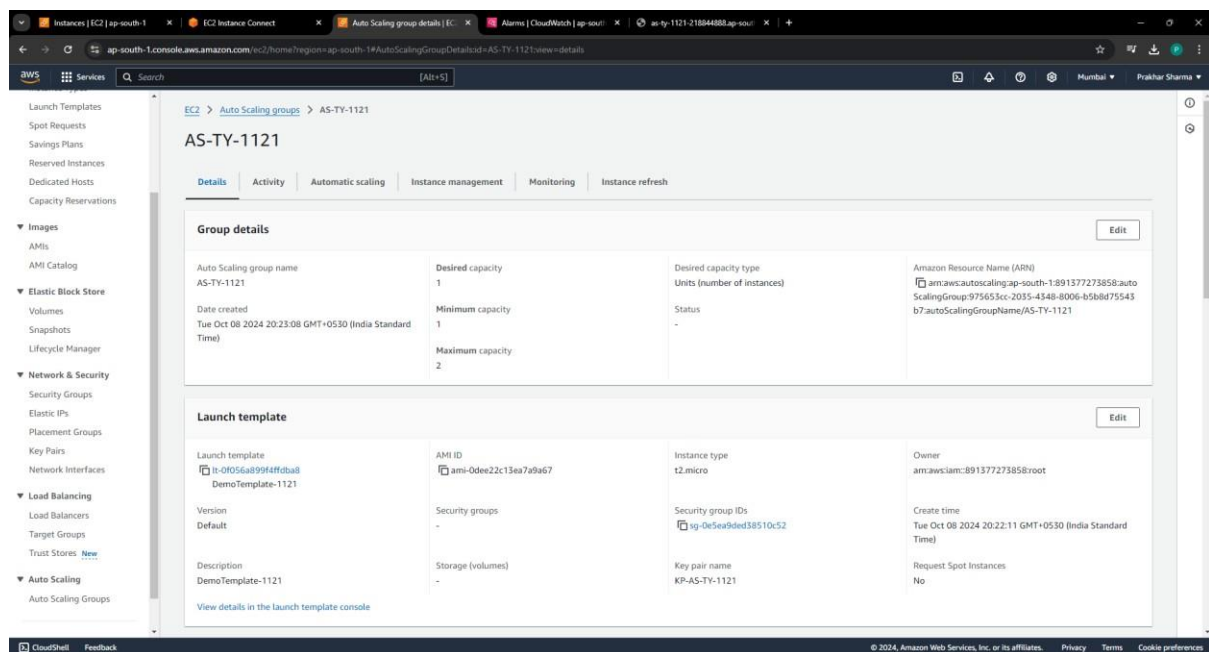 Instances | EC2 | ap-south-1
EC2 Instance Connect
Auto Scaling group details | EC
Alarms | CloudWatch | ap-south
as-ty-1121-218844888.ap-sout
ap-south-1.console.aws.amazon.com/ec2/home?region=ap-south-1#AutoScalingGroupDetails:id=AS-TY-1121;view=details
aws
Services
Search
[Alt+S]
Mumbai
Prakhar Sharma
Launch Templates
Spot Requests
Savings Plans
Reserved Instances
Dedicated Hosts
Capacity Reservations
Images
AMIs
AMI Catalog
Elastic Block Store
Volumes
Snapshots
Lifecycle Manager
Network & Security
Security Groups
Elastic IPs
Placement Groups
Key Pairs
Network Interfaces
Load Balancing
Load Balancers
Target Groups
Trust Stores New
Auto Scaling
Auto Scaling Groups
EC2 > Auto Scaling groups > AS-TY-1121
AS-TY-1121
Details
Activity
Automatic scaling
Instance management
Monitoring
Instance refresh
Group details
Edit
Auto Scaling group name
AS-TY-1121
Date created
Tue Oct 08 2024 20:23:08 GMT+0530 (India Standard
Time)
Desired capacity
1
Minimum capacity
1
Maximum capacity
2
Desired capacity type
Units (number of instances)
Status
-
Amazon Resource Name (ARN)
arn:aws:autoscaling:ap-south-1:891377273858:auto
ScalingGroup:975653cc-2035-4348-8006-b5b8d75543
b7:autoScalingGroupName/AS-TY-1121
Launch template
Edit
Launch template
lt-0f056a899f4ffdba8
DemoTemplate-1121
Version
Default
Description
DemoTemplate-1121
View details in the launch template console
AMI ID
ami-0dee22c13ea7a9a67
Security groups
-
Storage (volumes)
-
Instance type
t2.micro
Security group IDs
sg-0e5ea9ded38510c52
Key pair name
KP-AS-TY-1121
Owner
arn:aws:iam::891377273858:root
Create time
Tue Oct 08 2024 20:22:11 GMT+0530 (India Standard
Time)
Request Spot Instances
No
CloudShell
Feedback
© 2024, Amazon Web Services, Inc. or its affiliates.
Privacy
Terms
Cookie preferences